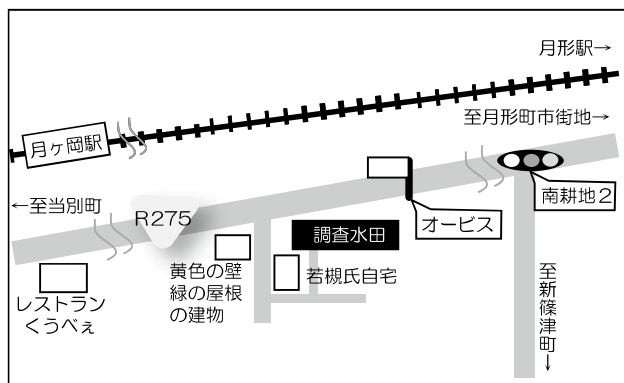 月形駅→
至月形町市街地→
月ヶ岡駅
南耕地2
←至当別町
R275
オービス
調査水田
黄色の壁
緑の屋根
の建物
若槻氏自宅
レストラン
くうべぇ
至新篠津町→